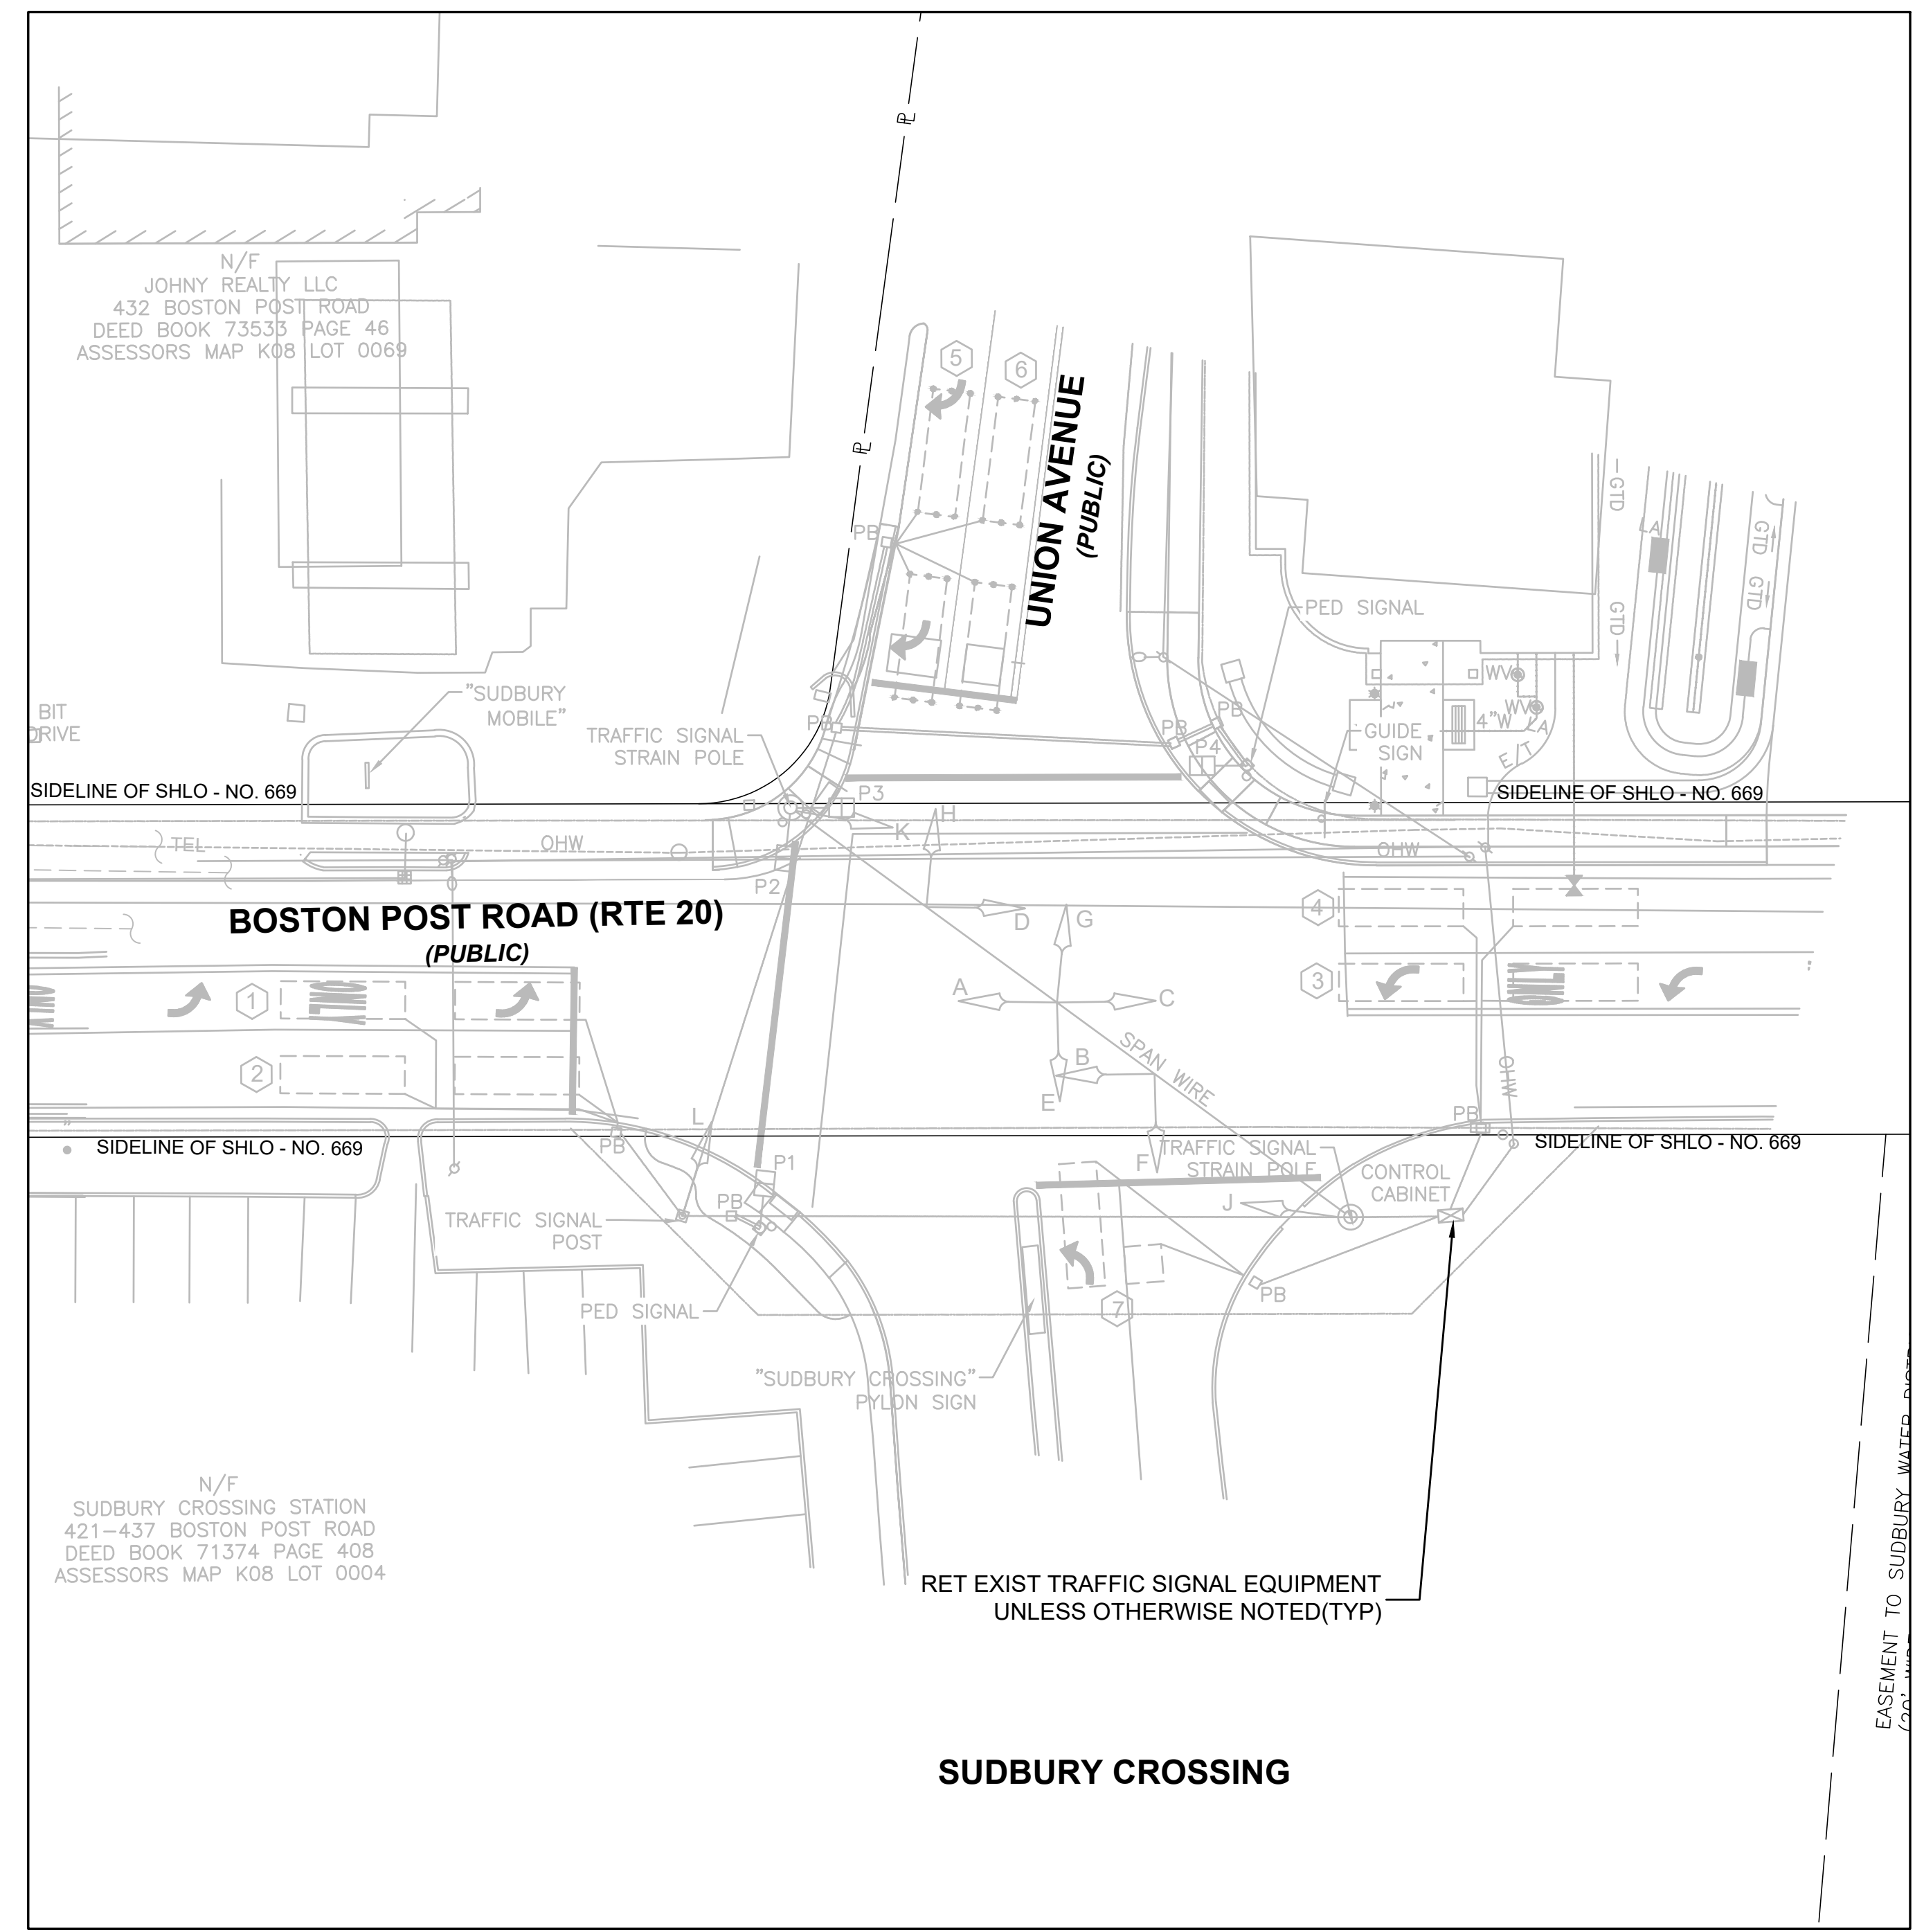 N/F
JOHNY REALTY LLC
432 BOSTON POST ROAD
DEED BOOK 73533 PAGE 46
ASSESSORS MAP K08 LOT 0069
PL
PL
5
6
UNION AVENUE
(PUBLIC)
PB
GTD
GTD
LA
GTD
GTD
PED SIGNAL
WV
WV
4"W
LA
E/T
GUIDE
SIGN
BIT
DRIVE
"SUDBURY
MOBILE"
TRAFFIC SIGNAL
STRAIN POLE
PB
PB
PB
P4
P3
SIDELINE OF SHLO - NO. 669
SIDELINE OF SHLO - NO. 669
TEL
OHW
K
H
OHW
P2
BOSTON POST ROAD (RTE 20)
(PUBLIC)
D
G
4
A
C
3
1
ONLY
ONLY
2
B
E
SPAN WIRE
OHW
L
F
PB
PB
SIDELINE OF SHLO - NO. 669
SIDELINE OF SHLO - NO. 669
P1
PB
TRAFFIC SIGNAL
STRAIN POLE
CONTROL
CABINET
J
TRAFFIC SIGNAL
POST
PED SIGNAL
7
PB
"SUDBURY CROSSING"
PYLON SIGN
N/F
SUDBURY CROSSING STATION
421-437 BOSTON POST ROAD
DEED BOOK 71374 PAGE 408
ASSESSORS MAP K08 LOT 0004
RET EXIST TRAFFIC SIGNAL EQUIPMENT
UNLESS OTHERWISE NOTED(TYP)
EASEMENT TO SUDBURY WATER
SUDBURY CROSSING